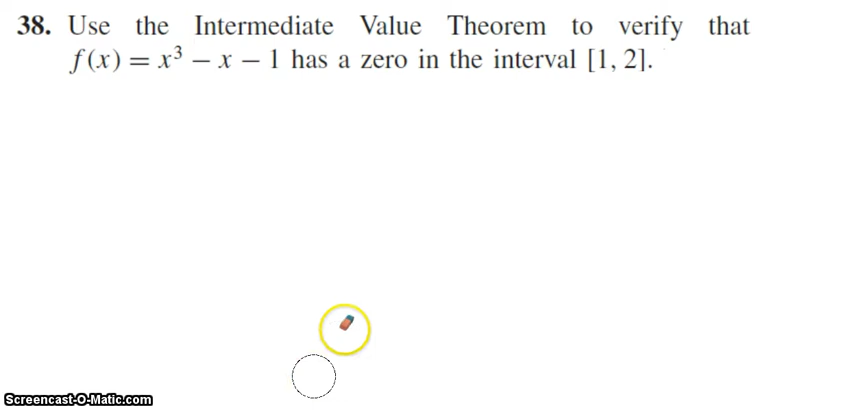 38. Use the Intermediate Value Theorem to verify that
f(x) = x³ − x − 1 has a zero in the interval [1, 2].
Screencast-O-Matic.com